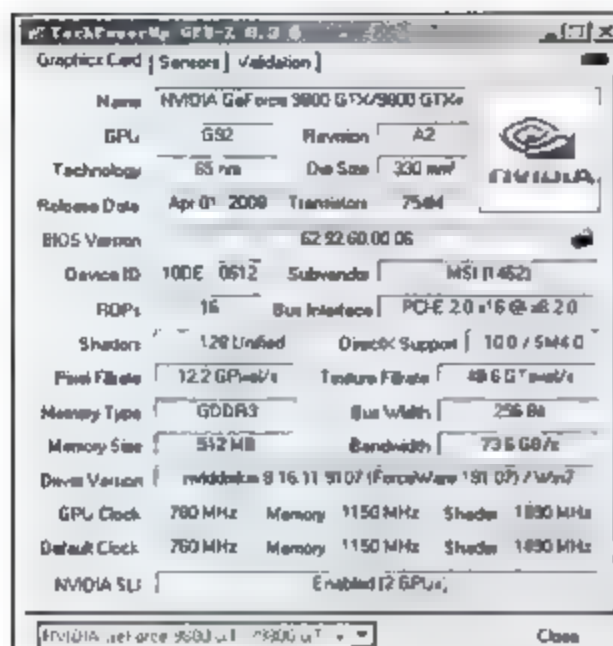 TechPowerUp GPU-Z
Graphics Card Sensors Validation
Name NVIDIA GeForce 9800 GTX/9800 GTX+
GPU G92 Revision A2
Technology 65 nm Die Size 330 mm²
NVIDIA
Release Date Apr 01, 2008 Transistors 754M
BIOS Version 62.92.60.00.06
Device ID 10DE - 0612 Subvendor MSI (1462)
ROPs 16 Bus Interface PCI-E 2.0 x16 @ x8 2.0
Shaders 128 Unified DirectX Support 10.0 / SM4.0
Pixel Fillrate 12.2 GPixel/s Texture Fillrate 48.6 GTexel/s
Memory Type GDDR3 Bus Width 256 Bit
Memory Size 512 MB Bandwidth 73.6 GB/s
Driver Version 8.16.11.9107 (ForceWare 191.07) / Win7
GPU Clock 760 MHz Memory 1150 MHz Shader 1890 MHz
Default Clock 760 MHz Memory 1150 MHz Shader 1890 MHz
NVIDIA SLI Enabled (2 GPUs)
NVIDIA GeForce 9800 GT Close